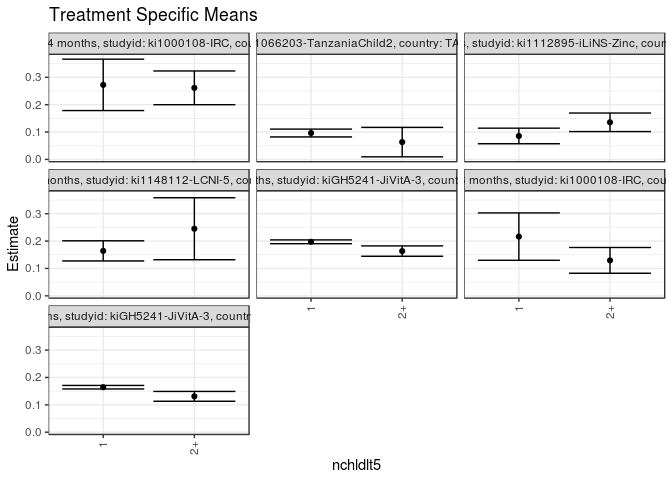 Treatment Specific Means
4 months, studyid: ki1000108-IRC, cou
1066203-TanzaniaChild2, country: TA
, studyid: ki1112895-iLiNS-Zinc, coun
0.3
0.2
0.1
0.0
onths, studyid: ki1148112-LCNI-5, co
ths, studyid: kiGH5241-JiVitA-3, count
months, studyid: ki1000108-IRC, cou
0.3
0.2
0.1
0.0
1
2+
1
2+
ns, studyid: kiGH5241-JiVitA-3, countr
0.3
0.2
0.1
0.0
1
2+
Estimate
nchldlt5